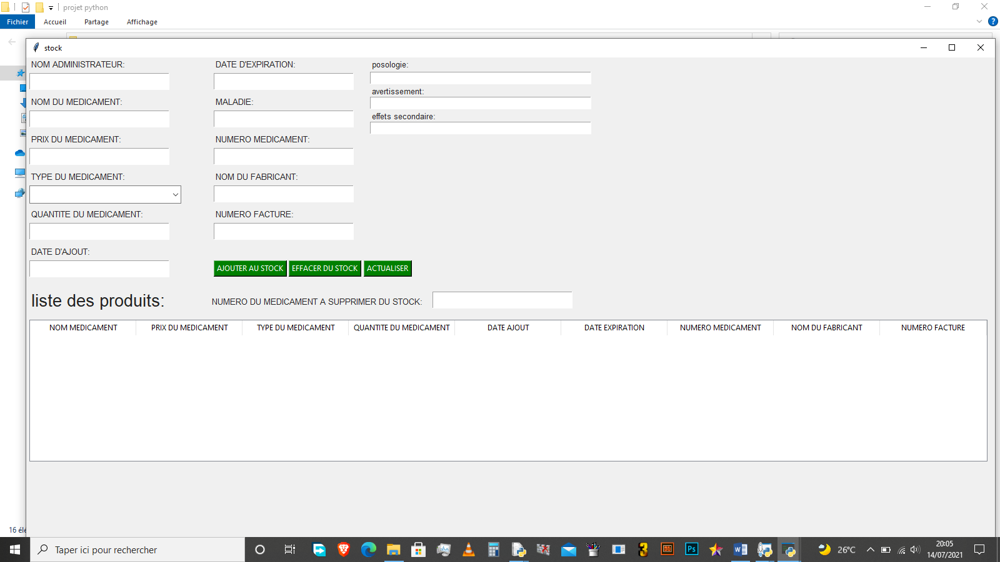 projet python
Fichier Accueil Partage Affichage
stock
NOM ADMINISTRATEUR: DATE D'EXPIRATION: posologie:
avertissement:
NOM DU MEDICAMENT: MALADIE:
effets secondaire:
PRIX DU MEDICAMENT: NUMERO MEDICAMENT:
TYPE DU MEDICAMENT: NOM DU FABRICANT:
QUANTITE DU MEDICAMENT: NUMERO FACTURE:
DATE D'AJOUT:
AJOUTER AU STOCK EFFACER DU STOCK ACTUALISER
liste des produits: NUMERO DU MEDICAMENT A SUPPRIMER DU STOCK:
NOM MEDICAMENT PRIX DU MEDICAMENT TYPE DU MEDICAMENT QUANTITE DU MEDICAMENT DATE AJOUT DATE EXPIRATION NUMERO MEDICAMENT NOM DU FABRICANT NUMERO FACTURE
16 éle
Taper ici pour rechercher
Ps
26°C
20:05
14/07/2021